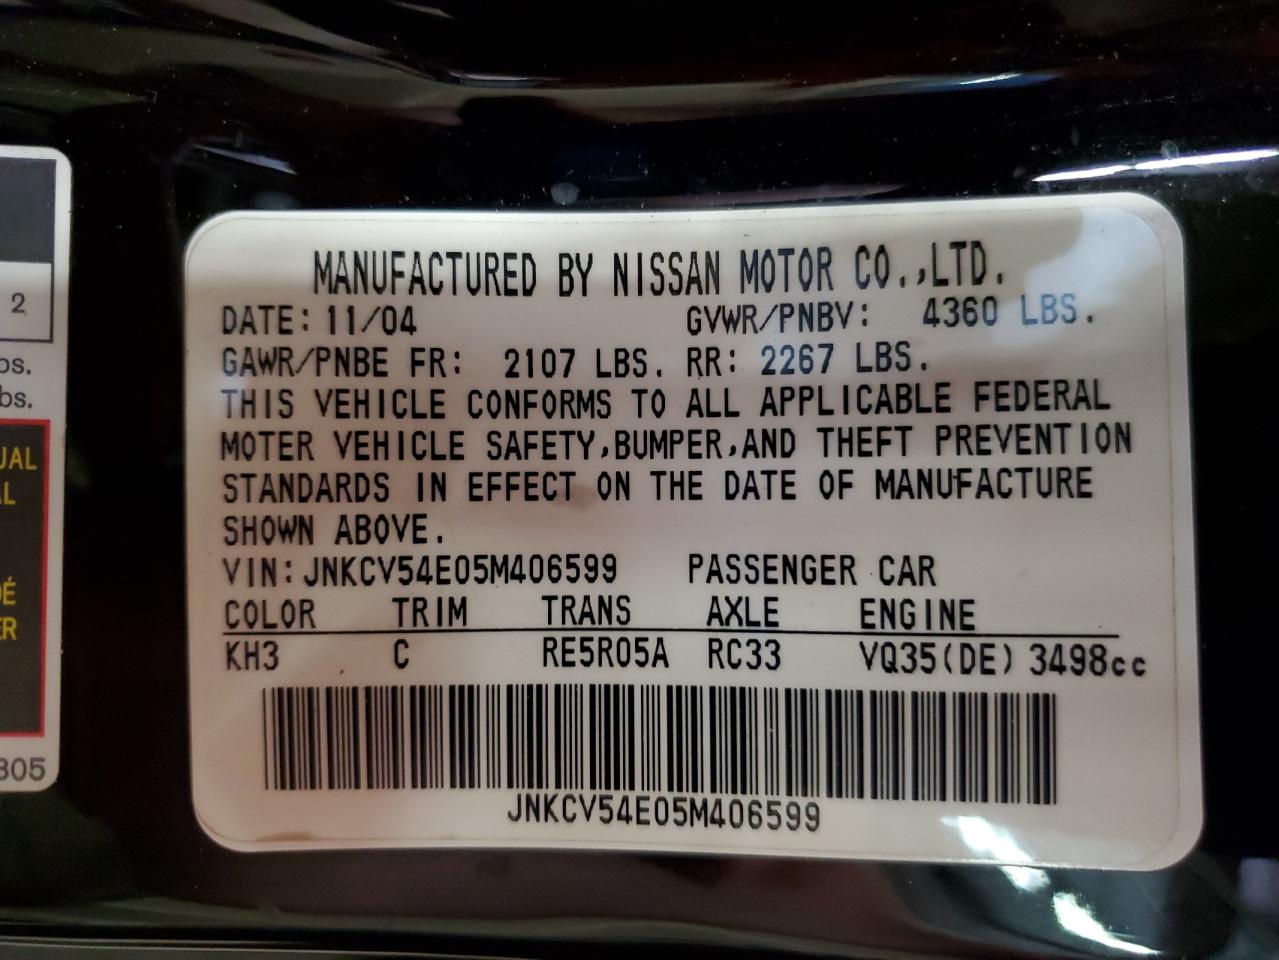 2
bs.
bs.
UAL
AL
DÉ
ER
805
MANUFACTURED BY NISSAN MOTOR CO.,LTD.
DATE: 11/04 GVWR/PNBV: 4360 LBS.
GAWR/PNBE FR: 2107 LBS. RR: 2267 LBS.
THIS VEHICLE CONFORMS TO ALL APPLICABLE FEDERAL
MOTER VEHICLE SAFETY,BUMPER,AND THEFT PREVENTION
STANDARDS IN EFFECT ON THE DATE OF MANUFACTURE
SHOWN ABOVE.
VIN: JNKCV54E05M406599 PASSENGER CAR
COLOR TRIM TRANS AXLE ENGINE
KH3 C RE5R05A RC33 VQ35(DE) 3498cc
JNKCV54E05M406599